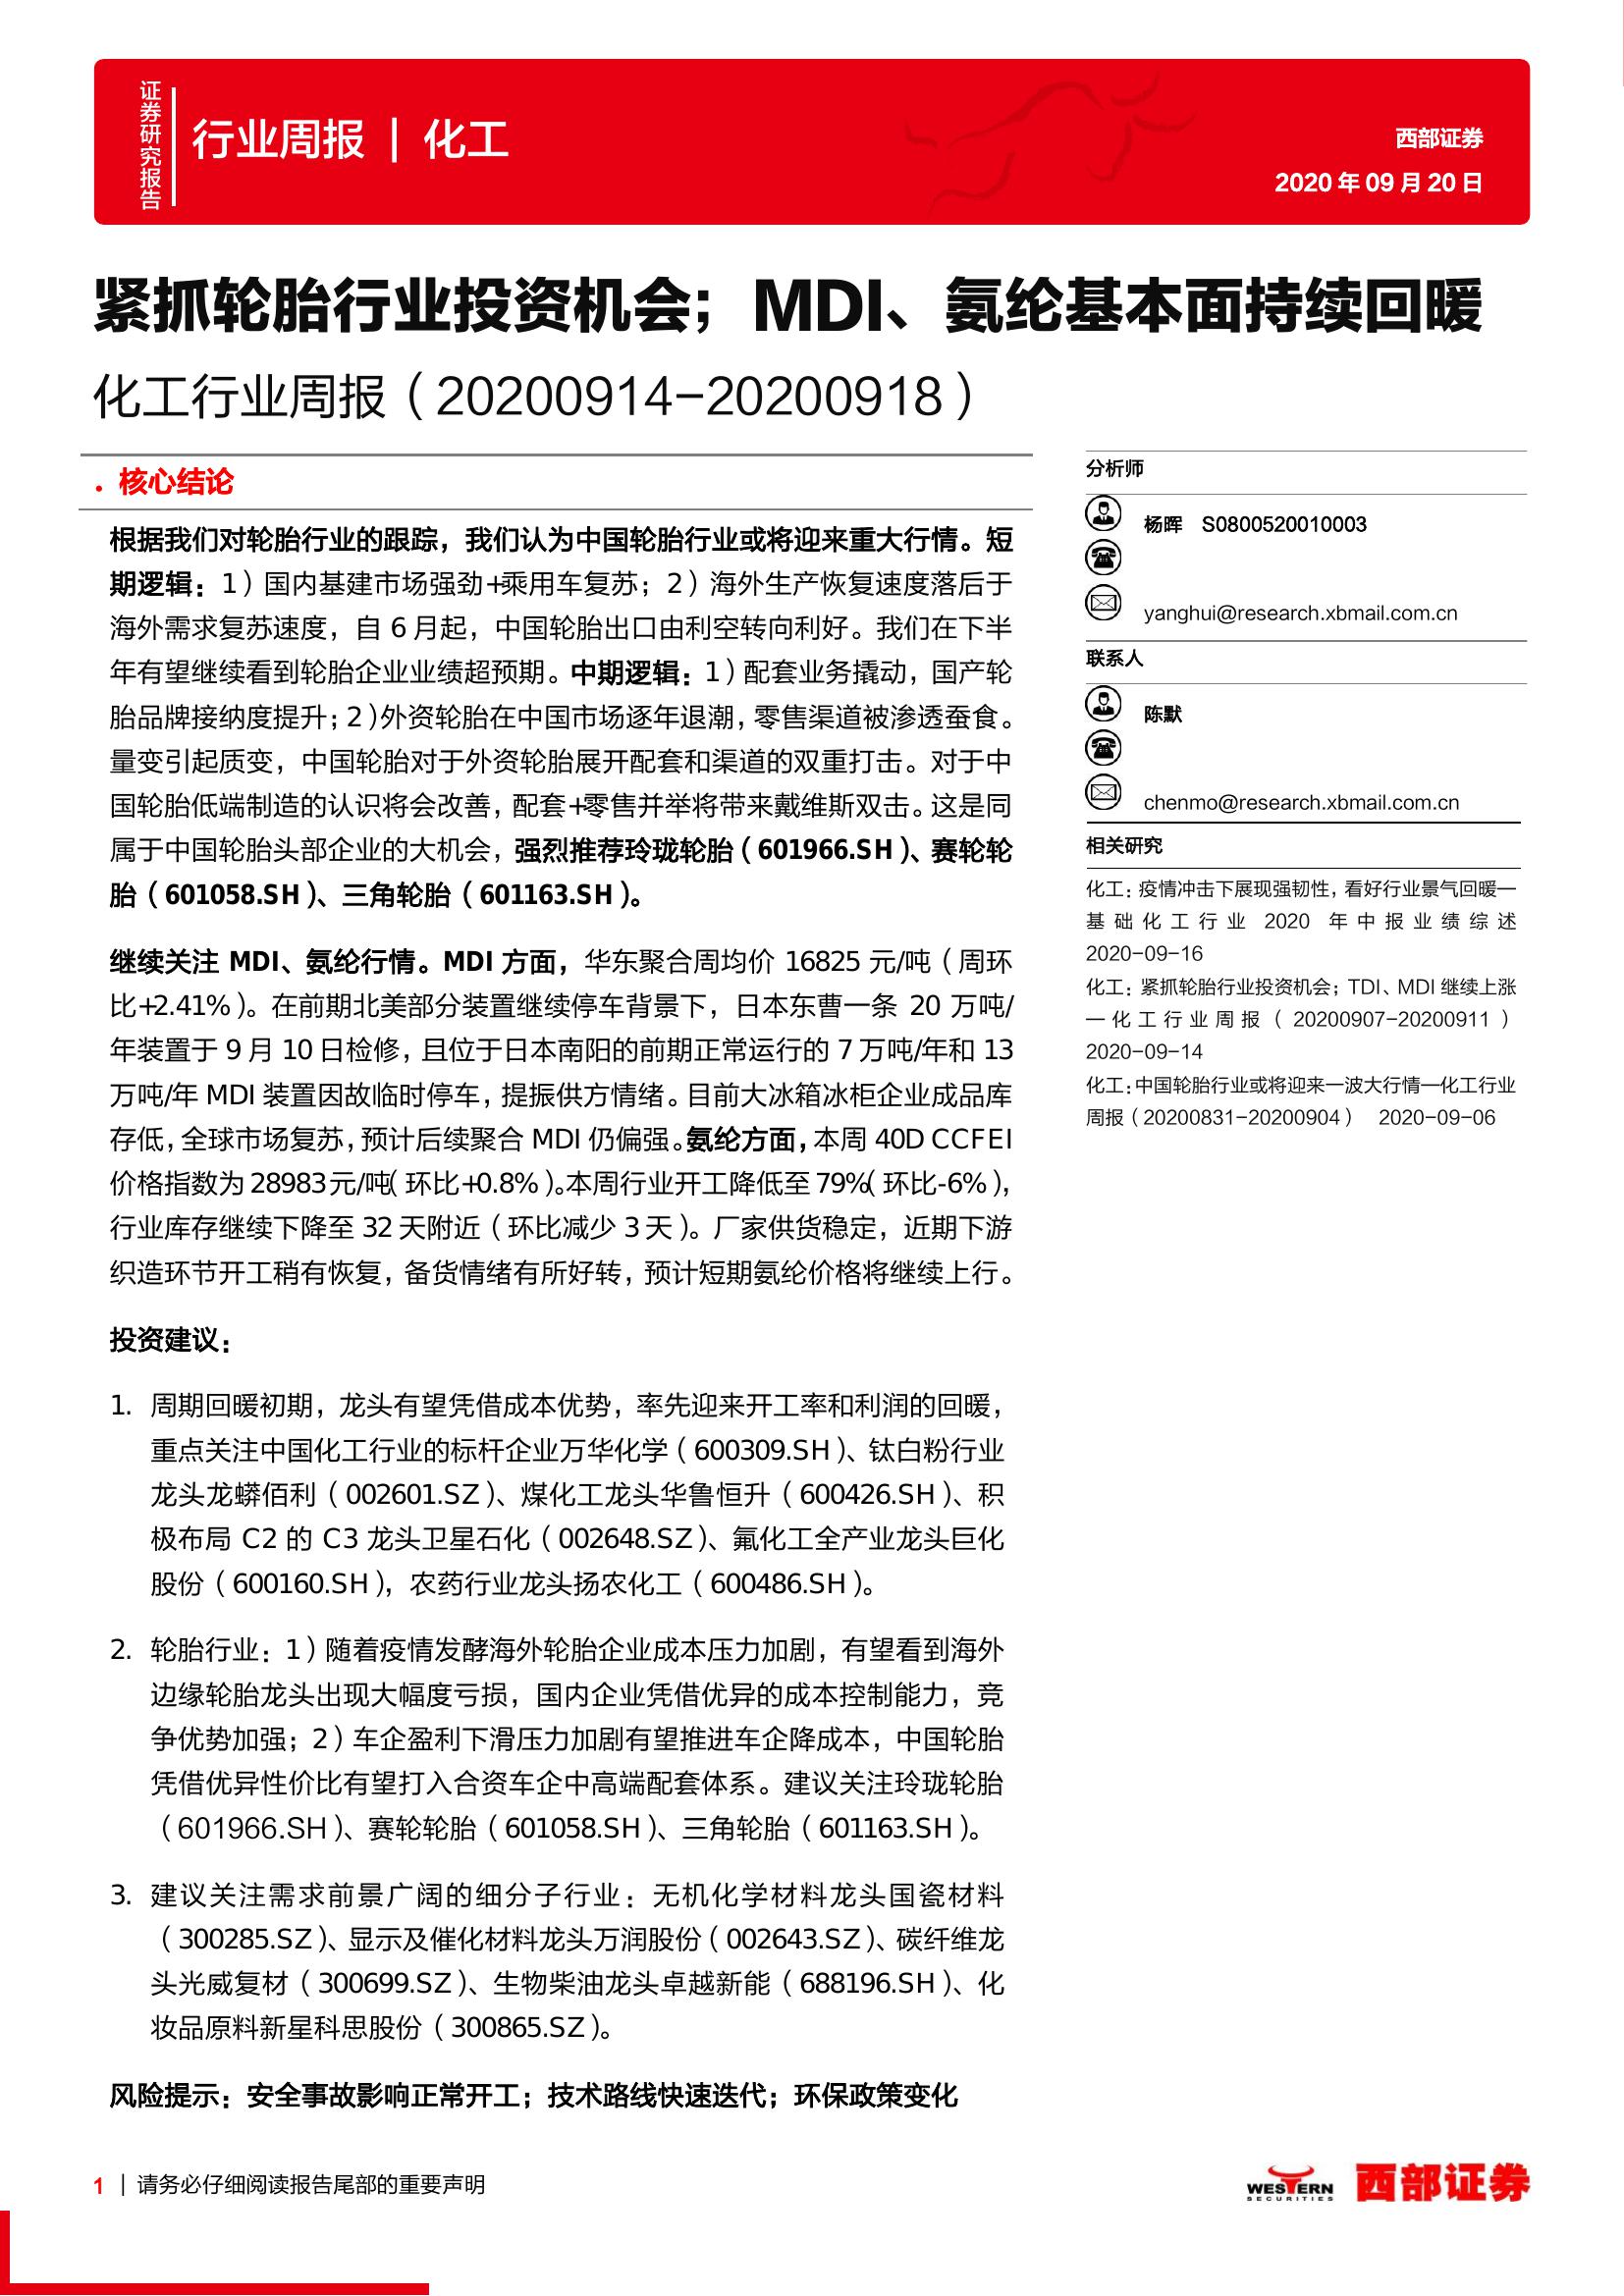 证券研究报告
行业周报 | 化工
西部证券
2020 年 09 月 20 日
紧抓轮胎行业投资机会；MDI、氨纶基本面持续回暖
化工行业周报（20200914-20200918）
• 核心结论
根据我们对轮胎行业的跟踪，我们认为中国轮胎行业或将迎来重大行情。短
期逻辑：1）国内基建市场强劲+乘用车复苏；2）海外生产恢复速度落后于
海外需求复苏速度，自 6 月起，中国轮胎出口由利空转向利好。我们在下半
年有望继续看到轮胎企业业绩超预期。中期逻辑：1）配套业务撬动，国产轮
胎品牌接纳度提升；2）外资轮胎在中国市场逐年退潮，零售渠道被渗透蚕食。
量变引起质变，中国轮胎对于外资轮胎展开配套和渠道的双重打击。对于中
国轮胎低端制造的认识将会改善，配套+零售并举将带来戴维斯双击。这是同
属于中国轮胎头部企业的大机会，强烈推荐玲珑轮胎（601966.SH）、赛轮轮
胎（601058.SH）、三角轮胎（601163.SH）。
继续关注 MDI、氨纶行情。MDI 方面，华东聚合周均价 16825 元/吨（周环
比+2.41%）。在前期北美部分装置继续停车背景下，日本东曹一条 20 万吨/
年装置于 9 月 10 日检修，且位于日本南阳的前期正常运行的 7 万吨/年和 13
万吨/年 MDI 装置因故临时停车，提振供方情绪。目前大冰箱冰柜企业成品库
存低，全球市场复苏，预计后续聚合 MDI 仍偏强。氨纶方面，本周 40D CCFEI
价格指数为 28983 元/吨（环比+0.8%）。本周行业开工降低至 79%（环比-6%），
行业库存继续下降至 32 天附近（环比减少 3 天）。厂家供货稳定，近期下游
织造环节开工稍有恢复，备货情绪有所好转，预计短期氨纶价格将继续上行。
投资建议：
1. 周期回暖初期，龙头有望凭借成本优势，率先迎来开工率和利润的回暖，
重点关注中国化工行业的标杆企业万华化学（600309.SH）、钛白粉行业
龙头龙蟒佰利（002601.SZ）、煤化工龙头华鲁恒升（600426.SH）、积
极布局 C2 的 C3 龙头卫星石化（002648.SZ）、氟化工全产业龙头巨化
股份（600160.SH），农药行业龙头扬农化工（600486.SH）。
2. 轮胎行业：1）随着疫情发酵海外轮胎企业成本压力加剧，有望看到海外
边缘轮胎龙头出现大幅度亏损，国内企业凭借优异的成本控制能力，竞
争优势加强；2）车企盈利下滑压力加剧有望推进车企降成本，中国轮胎
凭借优异性价比有望打入合资车企中高端配套体系。建议关注玲珑轮胎
（601966.SH）、赛轮轮胎（601058.SH）、三角轮胎（601163.SH）。
3. 建议关注需求前景广阔的细分子行业：无机化学材料龙头国瓷材料
（300285.SZ）、显示及催化材料龙头万润股份（002643.SZ）、碳纤维龙
头光威复材（300699.SZ）、生物柴油龙头卓越新能（688196.SH）、化
妆品原料新星科思股份（300865.SZ）。
风险提示：安全事故影响正常开工；技术路线快速迭代；环保政策变化
分析师
杨晖 S0800520010003
yanghui@research.xbmail.com.cn
联系人
陈默
chenmo@research.xbmail.com.cn
相关研究
化工：疫情冲击下展现强韧性，看好行业景气回暖—
基础化工行业 2020 年中报业绩综述
2020-09-16
化工：紧抓轮胎行业投资机会；TDI、MDI 继续上涨
—化工行业周报（20200907-20200911）
2020-09-14
化工：中国轮胎行业或将迎来一波大行情—化工行业
周报（20200831-20200904） 2020-09-06
1 | 请务必仔细阅读报告尾部的重要声明
WESTERN
SECURITIES
西部证券